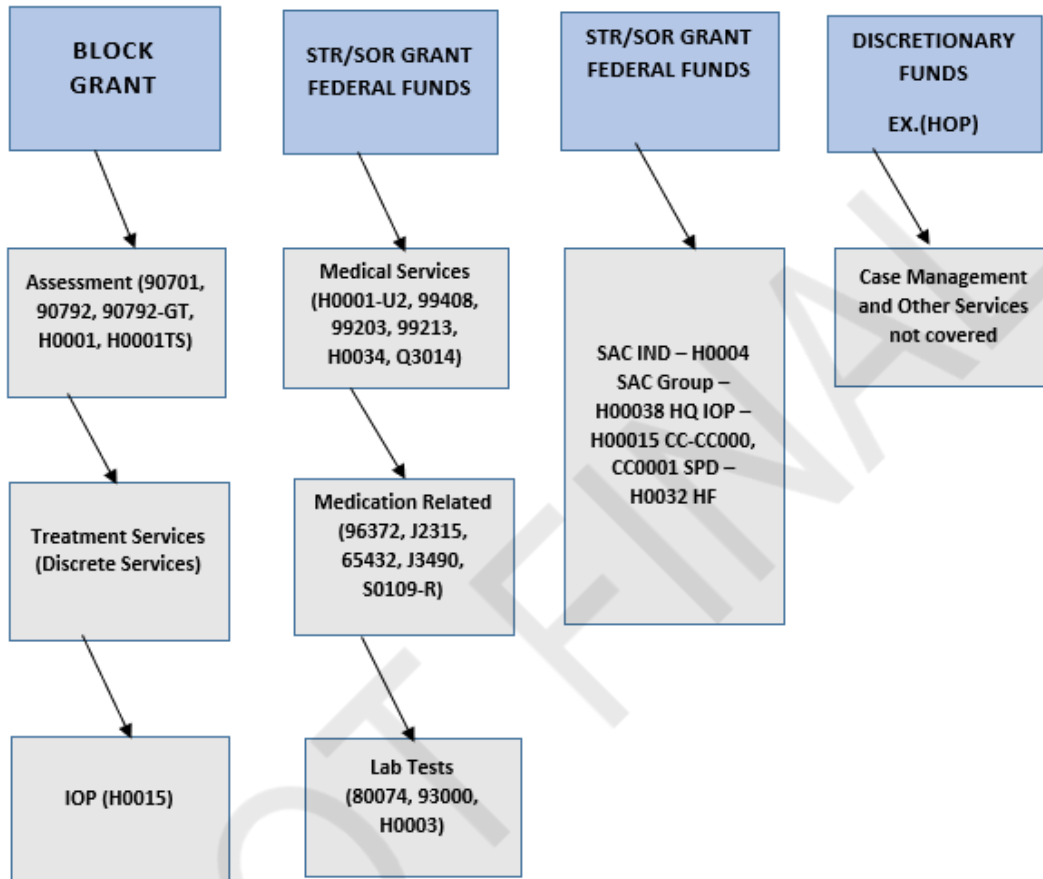 BLOCK
GRANT
Assessment (90701,
90792, 90792-GT,
H0001, H0001TS)
Treatment Services
(Discrete Services)
IOP (H0015)
STR/SOR GRANT
FEDERAL FUNDS
Medical Services
(H0001-U2, 99408,
99203, 99213,
H0034, Q3014)
Medication Related
(96372, J2315,
65432, J3490,
S0109-R)
Lab Tests
(80074, 93000,
H0003)
STR/SOR GRANT
FEDERAL FUNDS
SAC IND – H0004
SAC Group –
H00038 HQ IOP –
H00015 CC-CC000,
CC0001 SPD –
H0032 HF
DISCRETIONARY
FUNDS
EX.(HOP)
Case Management
and Other Services
not covered
OT FINAL